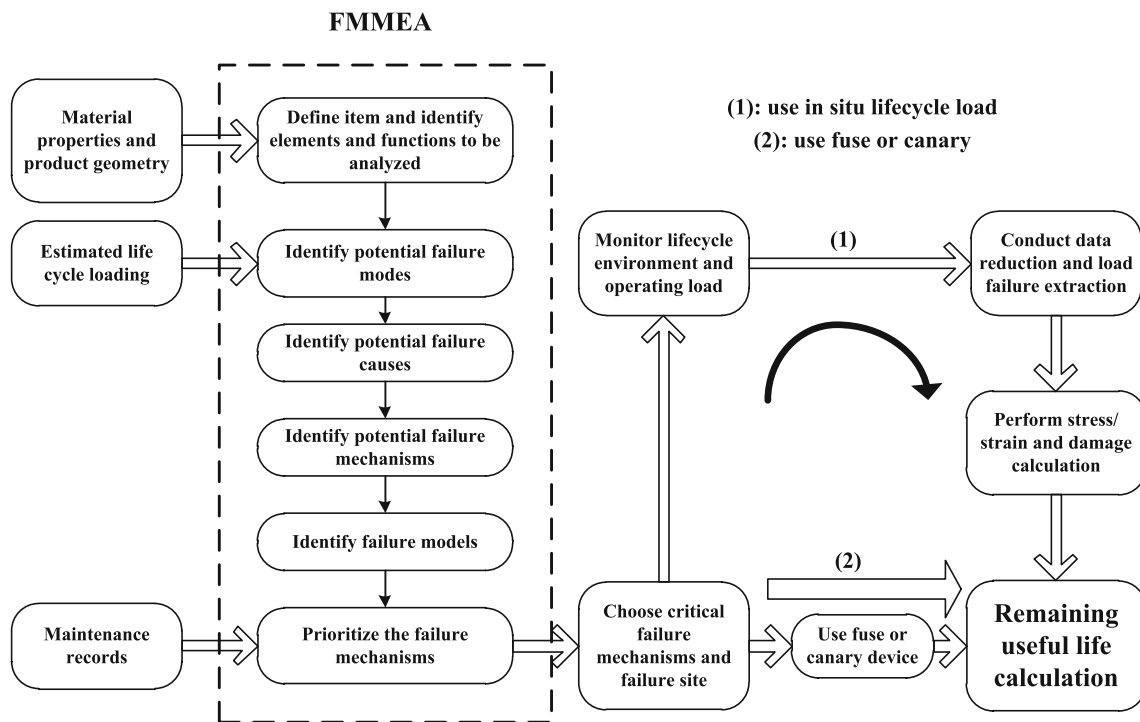 FMMEA
Material
properties and
product geometry
Define item and identify
elements and functions to be
analyzed
(1): use in situ lifecycle load
(2): use fuse or canary
Estimated life
cycle loading
Identify potential failure
modes
Monitor lifecycle
environment and
operating load
(1)
Conduct data
reduction and load
failure extraction
Identify potential failure
causes
Identify potential failure
mechanisms
Perform stress/
strain and damage
calculation
Identify failure models
(2)
Maintenance
records
Prioritize the failure
mechanisms
Choose critical
failure
mechanisms and
failure site
Use fuse or
canary device
Remaining
useful life
calculation